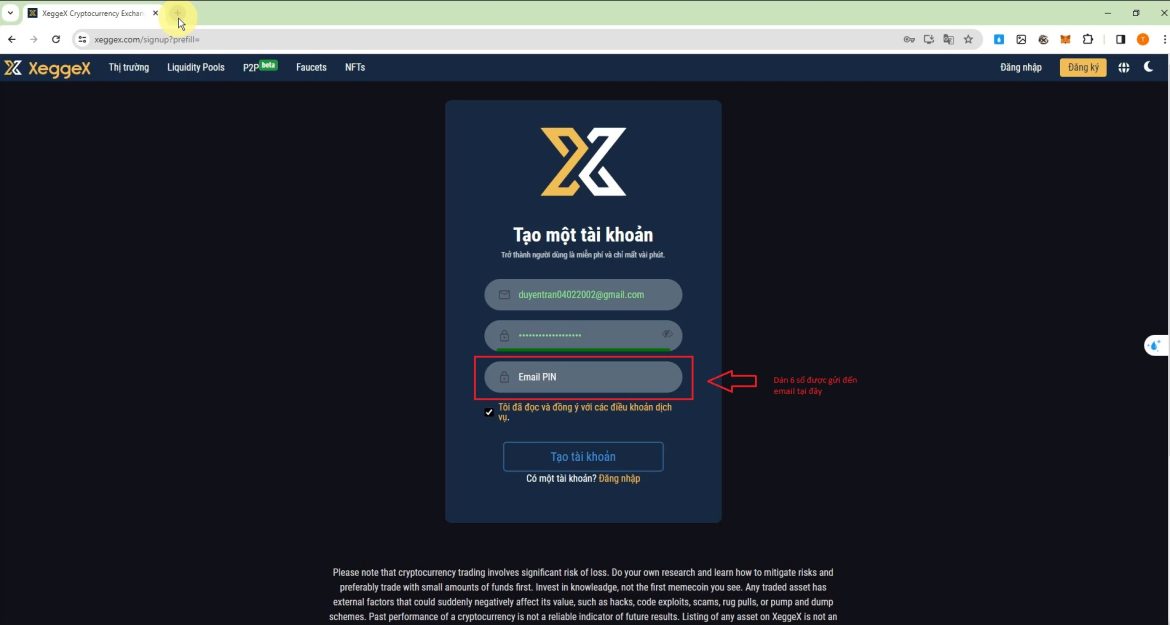 XeggeX Cryptocurrency Exchan
xeggex.com/signup?prefill=
XeggeX
Thị trường
Liquidity Pools
P2P beta
Faucets
NFTs
Đăng nhập
Đăng ký
Tạo một tài khoản
Trở thành người dùng là miễn phí và chỉ mất vài phút.
duyentran04022002@gmail.com
Email PIN
Dán 6 số được gửi đến
email tại đây
Tôi đã đọc và đồng ý với các điều khoản dịch
vụ.
Tạo tài khoản
Có một tài khoản? Đăng nhập
Please note that cryptocurrency trading involves significant risk of loss. Do your own research and learn how to mitigate risks and
preferably trade with small amounts of funds first. Invest in knowleadge, not the first memecoin you see. Any traded asset has
external factors that could suddenly negatively affect its value, such as hacks, code exploits, scams, rug pulls, or pump and dump
schemes. Past performance of a cryptocurrency is not a reliable indicator of future results. Listing of any asset on XeggeX is not an